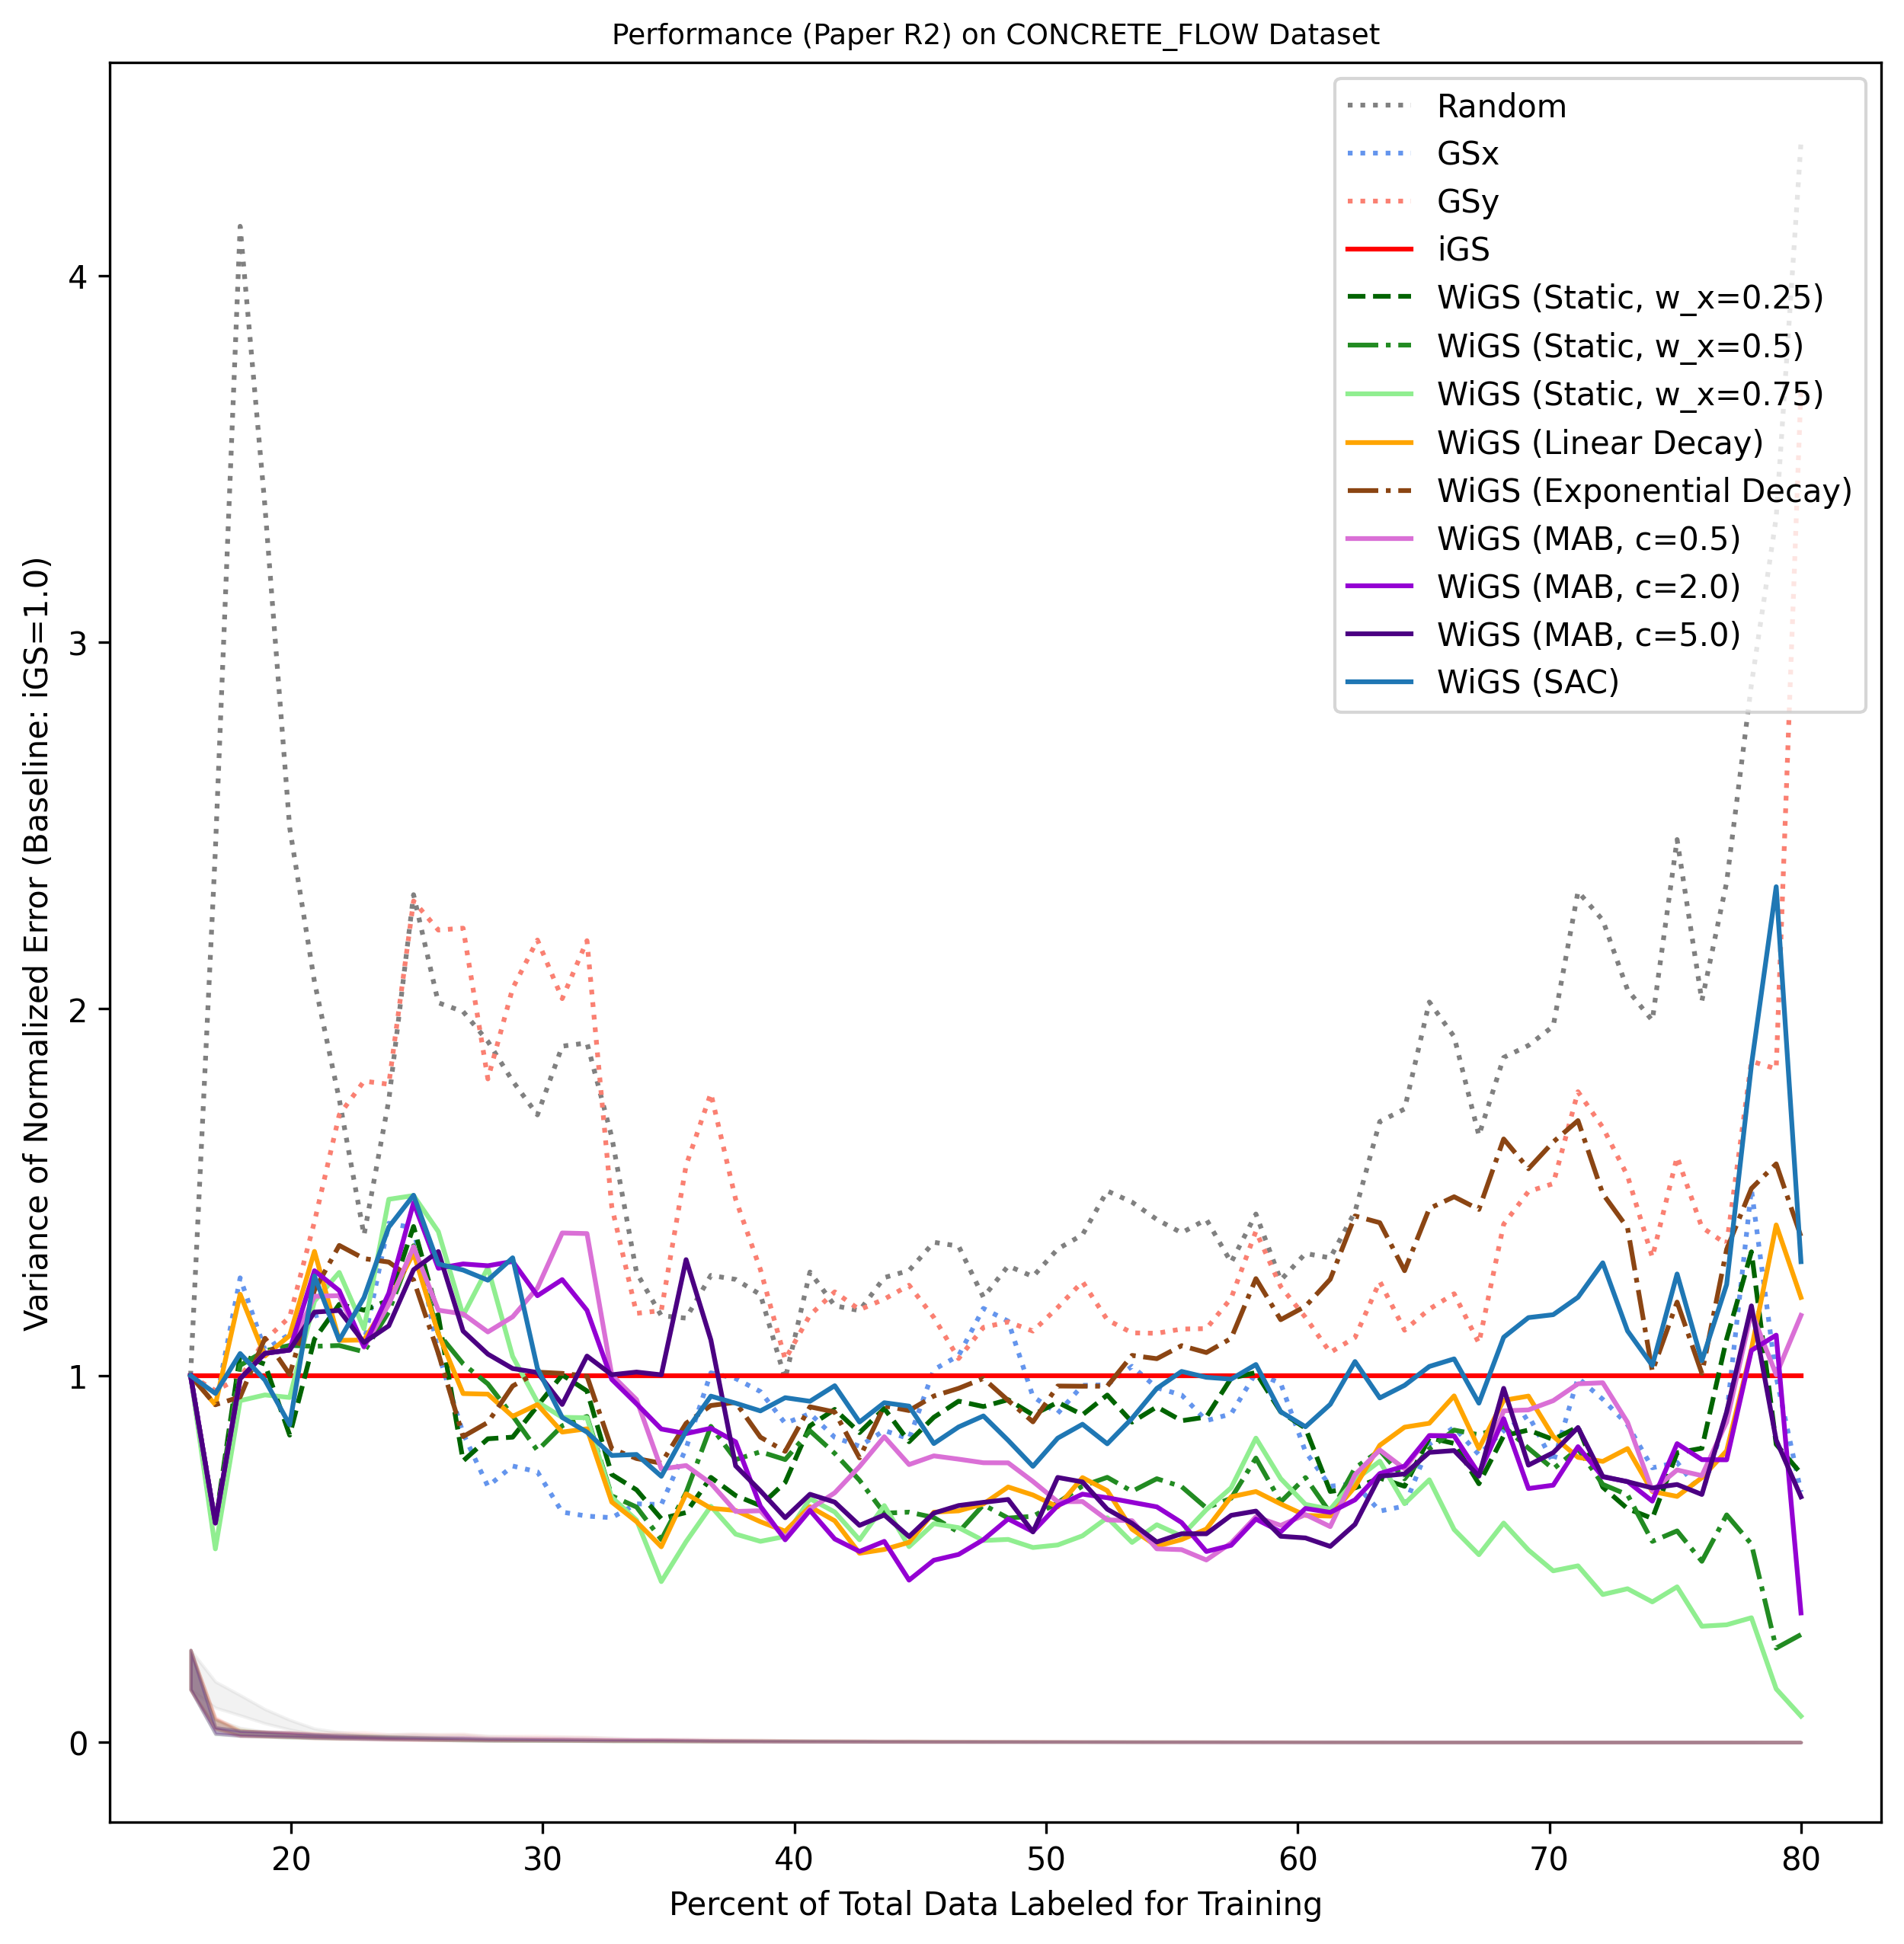 Performance (Paper R2) on CONCRETE_FLOW Dataset
Variance of Normalized Error (Baseline: iGS=1.0)
4
3
2
1
0
Random
GSx
GSy
iGS
WiGS (Static, w_x=0.25)
WiGS (Static, w_x=0.5)
WiGS (Static, w_x=0.75)
WiGS (Linear Decay)
WiGS (Exponential Decay)
WiGS (MAB, c=0.5)
WiGS (MAB, c=2.0)
WiGS (MAB, c=5.0)
WiGS (SAC)
20 30 40 50 60 70 80
Percent of Total Data Labeled for Training